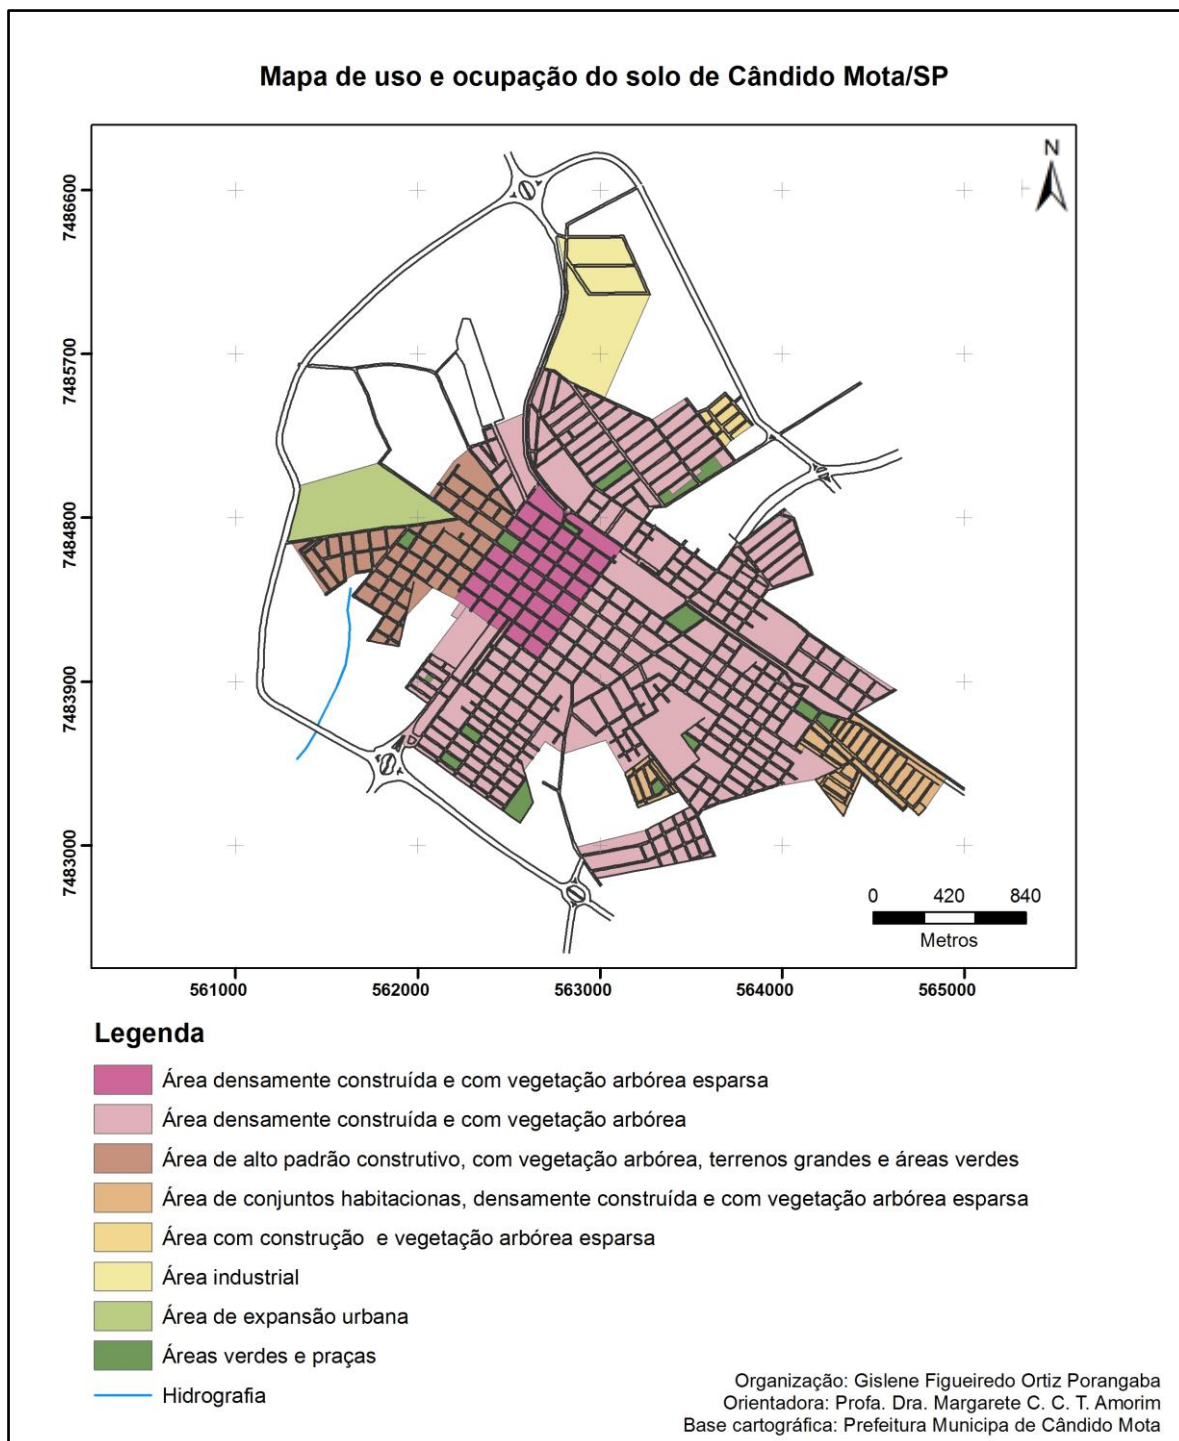 Mapa de uso e ocupação do solo de Cândido Mota/SP
N
7486600
7485700
7484800
7483900
7483000
0 420 840
Metros
561000 562000 563000 564000 565000
Legenda
Área densamente construída e com vegetação arbórea esparsa
Área densamente construída e com vegetação arbórea
Área de alto padrão construtivo, com vegetação arbórea, terrenos grandes e áreas verdes
Área de conjuntos habitacionas, densamente construída e com vegetação arbórea esparsa
Área com construção e vegetação arbórea esparsa
Área industrial
Área de expansão urbana
Áreas verdes e praças
Hidrografia
Organização: Gislene Figueiredo Ortiz Porangaba
Orientadora: Profa. Dra. Margarete C. C. T. Amorim
Base cartográfica: Prefeitura Municipa de Cândido Mota